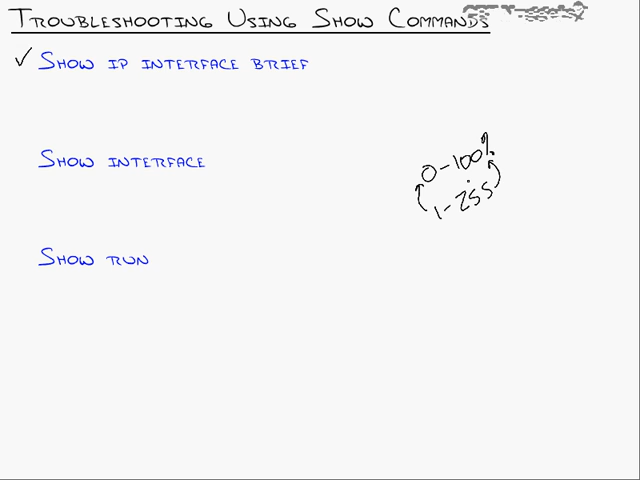 Troubleshooting Using Show Commands
✓ Show ip interface brief
Show interface
0-100%
1-255
Show run